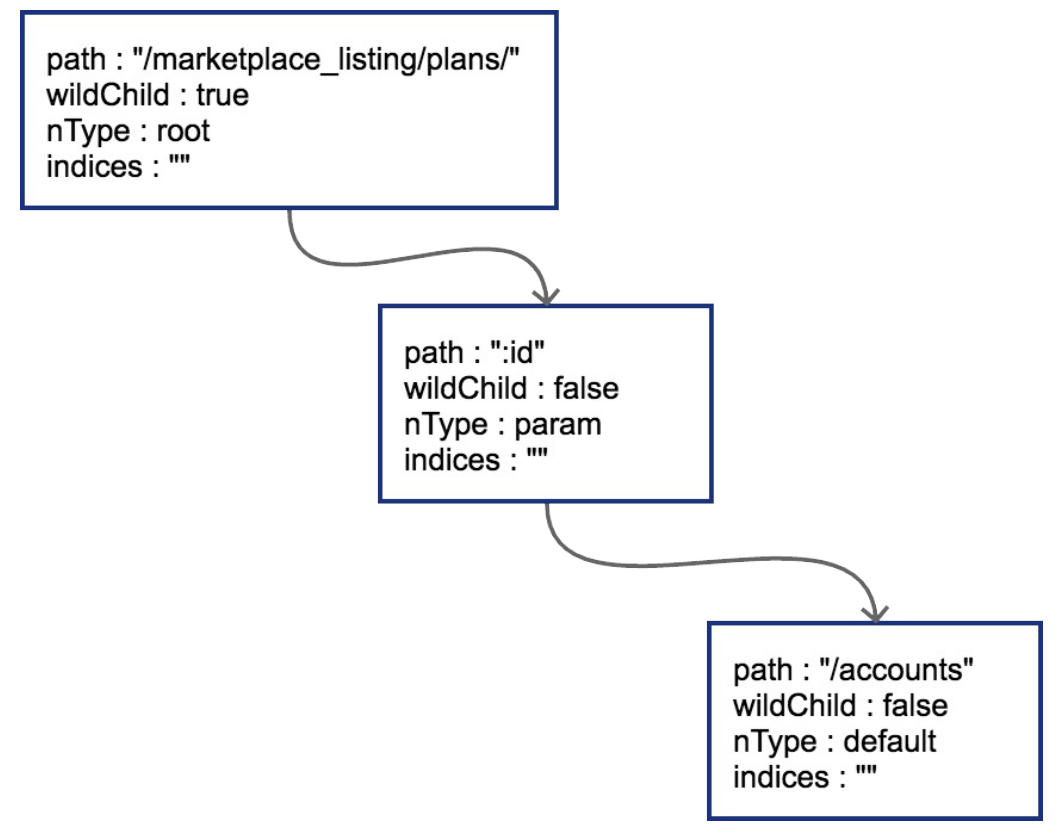 path : "/marketplace_listing/plans/"
wildChild : true
nType : root
indices : ""
path : ":id"
wildChild : false
nType : param
indices : ""
path : "/accounts"
wildChild : false
nType : default
indices : ""